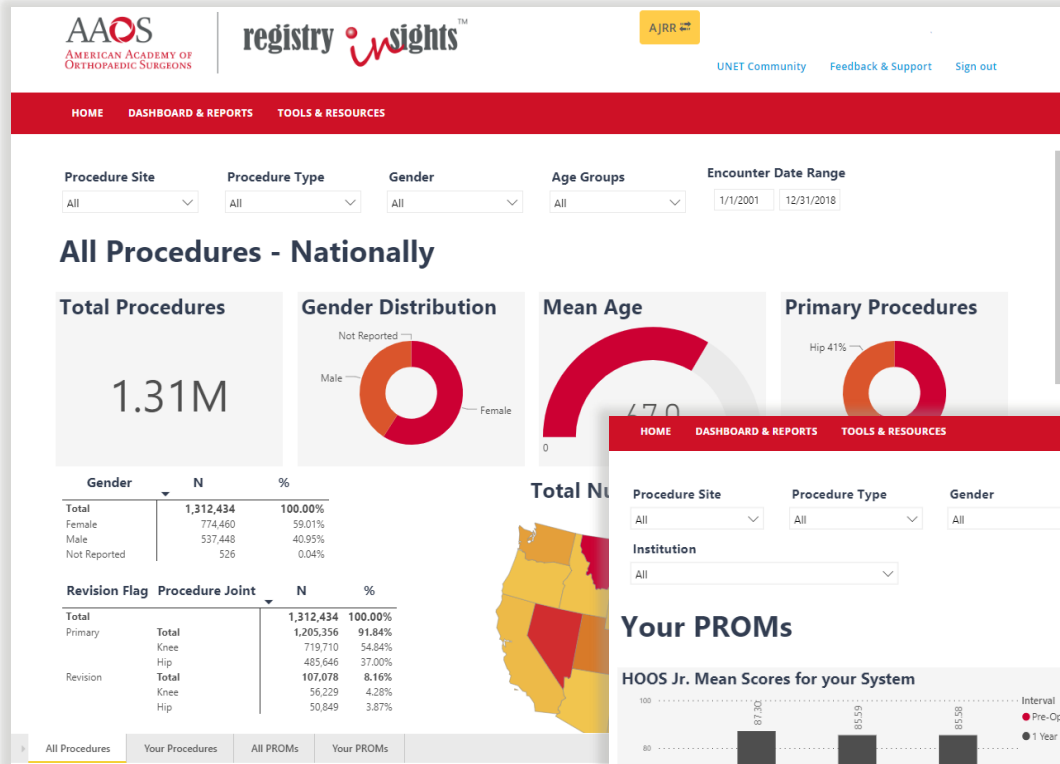 AAOS
AMERICAN ACADEMY OF
ORTHOPAEDIC SURGEONS
registry insights™
AJRR
UNET Community Feedback & Support Sign out
HOME DASHBOARD & REPORTS TOOLS & RESOURCES
Procedure Site Procedure Type Gender Age Groups Encounter Date Range
All All All All 1/1/2001 12/31/2018
All Procedures - Nationally
Total Procedures
1.31M
Gender Distribution
Not Reported
Male
Female
Mean Age
67.0
0
Primary Procedures
Hip 41%
Gender N %
Total 1,312,434 100.00%
Female 774,460 59.01%
Male 537,448 40.95%
Not Reported 526 0.04%
Revision Flag Procedure Joint N %
Total 1,312,434 100.00%
Primary Total 1,205,356 91.84%
Knee 719,710 54.84%
Hip 485,646 37.00%
Revision Total 107,078 8.16%
Knee 56,229 4.28%
Hip 50,849 3.87%
Total Nu
All Procedures Your Procedures All PROMs Your PROMs
HOME DASHBOARD & REPORTS TOOLS & RESOURCES
Procedure Site Procedure Type Gender
All All All
Institution
All
Your PROMs
HOOS Jr. Mean Scores for your System
100
80
87.30
85.59
85.58
Interval
Pre-Op
1 Year